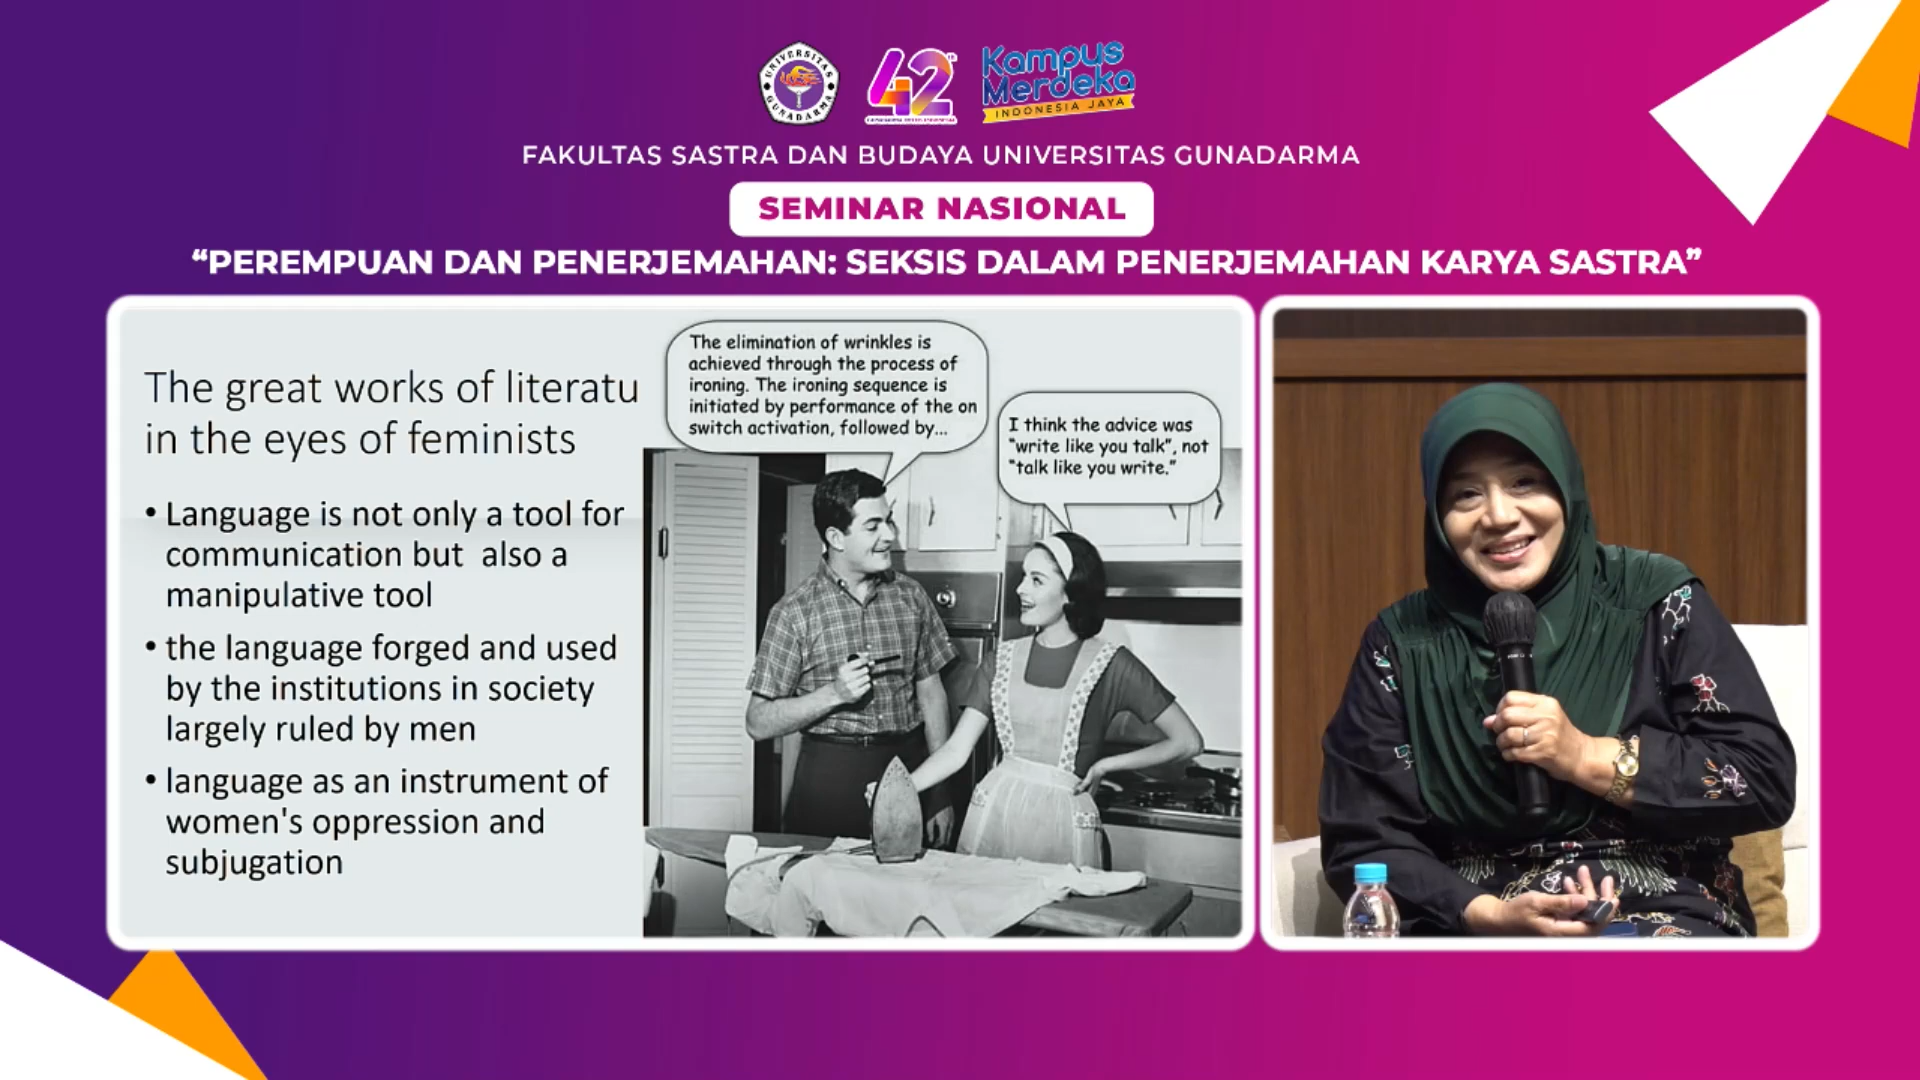 UNIVERSITAS GUNADARMA
42
Kampus
Merdeka
INDONESIA JAYA
FAKULTAS SASTRA DAN BUDAYA UNIVERSITAS GUNADARMA
SEMINAR NASIONAL
“PEREMPUAN DAN PENERJEMAHAN: SEKSIS DALAM PENERJEMAHAN KARYA SASTRA”
The great works of literatu
in the eyes of feminists
• Language is not only a tool for
communication but also a
manipulative tool
• the language forged and used
by the institutions in society
largely ruled by men
• language as an instrument of
women's oppression and
subjugation
The elimination of wrinkles is
achieved through the process of
ironing. The ironing sequence is
initiated by performance of the on
switch activation, followed by...
I think the advice was
“write like you talk”, not
“talk like you write.”